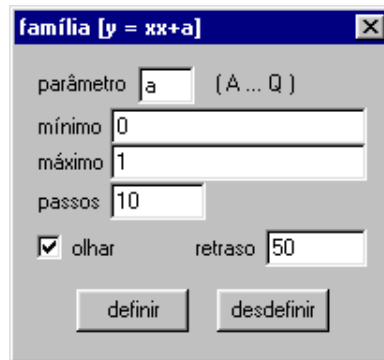 família [y = xx+a]
parâmetro a ( A ... Q )
mínimo 0
máximo 1
passos 10
olhar retraso 50
definir desdefinir